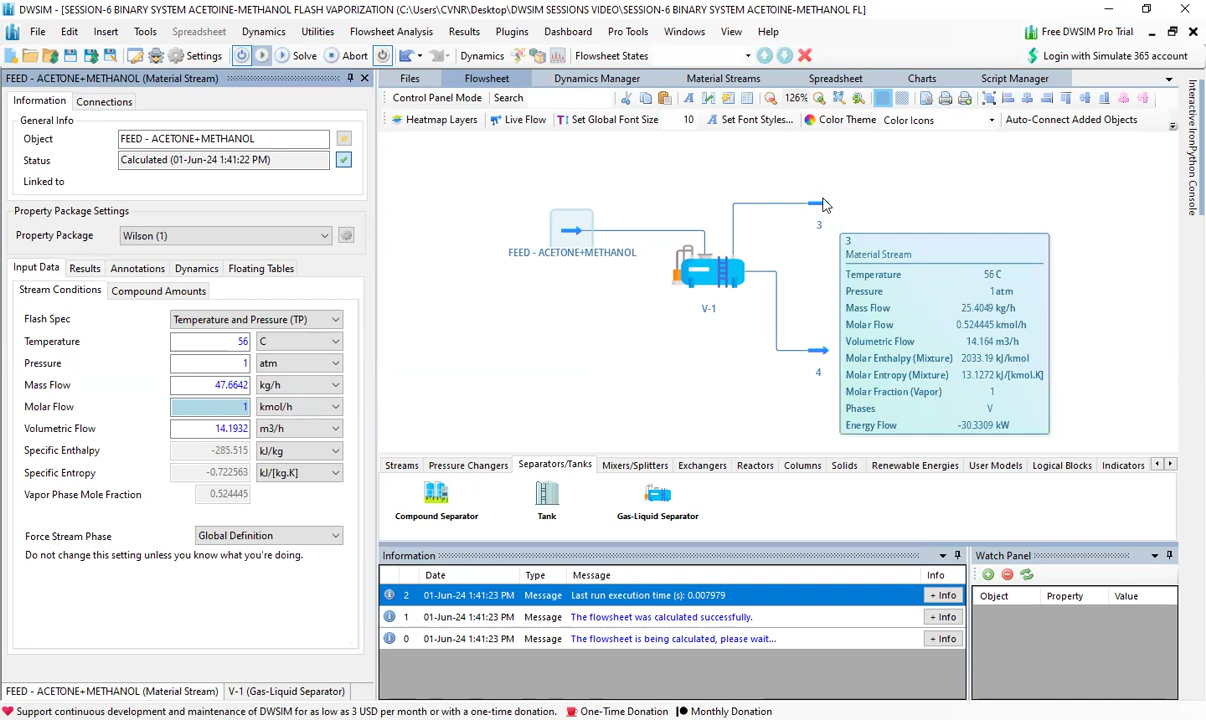 DWSIM - [SESSION-6 BINARY SYSTEM ACETOINE-METHANOL FLASH VAPORIZATION (C:\Users\CVNR\Desktop\DWSIM SESSIONS VIDEO\SESSION-6 BINARY SYSTEM ACETOINE-METHANOL FL]
File Edit Insert Tools Spreadsheet Dynamics Utilities Flowsheet Analysis Results Plugins Dashboard Pro Tools Windows View Help Free DWSIM Pro Trial
Settings Solve Abort Dynamics Flowsheet States Login with Simulate 365 account
FEED - ACETONE+METHANOL (Material Stream)
Information Connections
General Info
Object FEED - ACETONE+METHANOL
Status Calculated (01-Jun-24 1:41:22 PM)
Linked to
Property Package Settings
Property Package Wilson (1)
Input Data Results Annotations Dynamics Floating Tables
Stream Conditions Compound Amounts
Flash Spec Temperature and Pressure (TP)
Temperature 56 C
Pressure 1 atm
Mass Flow 47.6642 kg/h
Molar Flow 1 kmol/h
Volumetric Flow 14.1932 m3/h
Specific Enthalpy -285.515 kJ/kg
Specific Entropy -0.722563 kJ/[kg.K]
Vapor Phase Mole Fraction 0.524445
Force Stream Phase Global Definition
Do not change this setting unless you know what you're doing.
FEED - ACETONE+METHANOL (Material Stream) V-1 (Gas-Liquid Separator)
Files Flowsheet Dynamics Manager Material Streams Spreadsheet Charts Script Manager
Control Panel Mode Search 126%
Heatmap Layers Live Flow Set Global Font Size 10 Set Font Styles... Color Theme Color Icons Auto-Connect Added Objects
FEED - ACETONE+METHANOL
V-1
3
4
3
Material Stream
Temperature 56 C
Pressure 1 atm
Mass Flow 25.4049 kg/h
Molar Flow 0.524445 kmol/h
Volumetric Flow 14.164 m3/h
Molar Enthalpy (Mixture) 2033.19 kJ/kmol
Molar Entropy (Mixture) 13.1272 kJ/[kmol.K]
Molar Fraction (Vapor) 1
Phases V
Energy Flow -30.3309 kW
Streams Pressure Changers Separators/Tanks Mixers/Splitters Exchangers Reactors Columns Solids Renewable Energies User Models Logical Blocks Indicators
Compound Separator Tank Gas-Liquid Separator
Information
Date Type Message Info
2 01-Jun-24 1:41:23 PM Message Last run execution time (s): 0.007979 + Info
1 01-Jun-24 1:41:23 PM Message The flowsheet was calculated successfully. + Info
0 01-Jun-24 1:41:23 PM Message The flowsheet is being calculated, please wait... + Info
Watch Panel
Object Property Value
Interactive IronPython Console
Support continuous development and maintenance of DWSIM for as low as 3 USD per month or with a one-time donation. One-Time Donation Monthly Donation